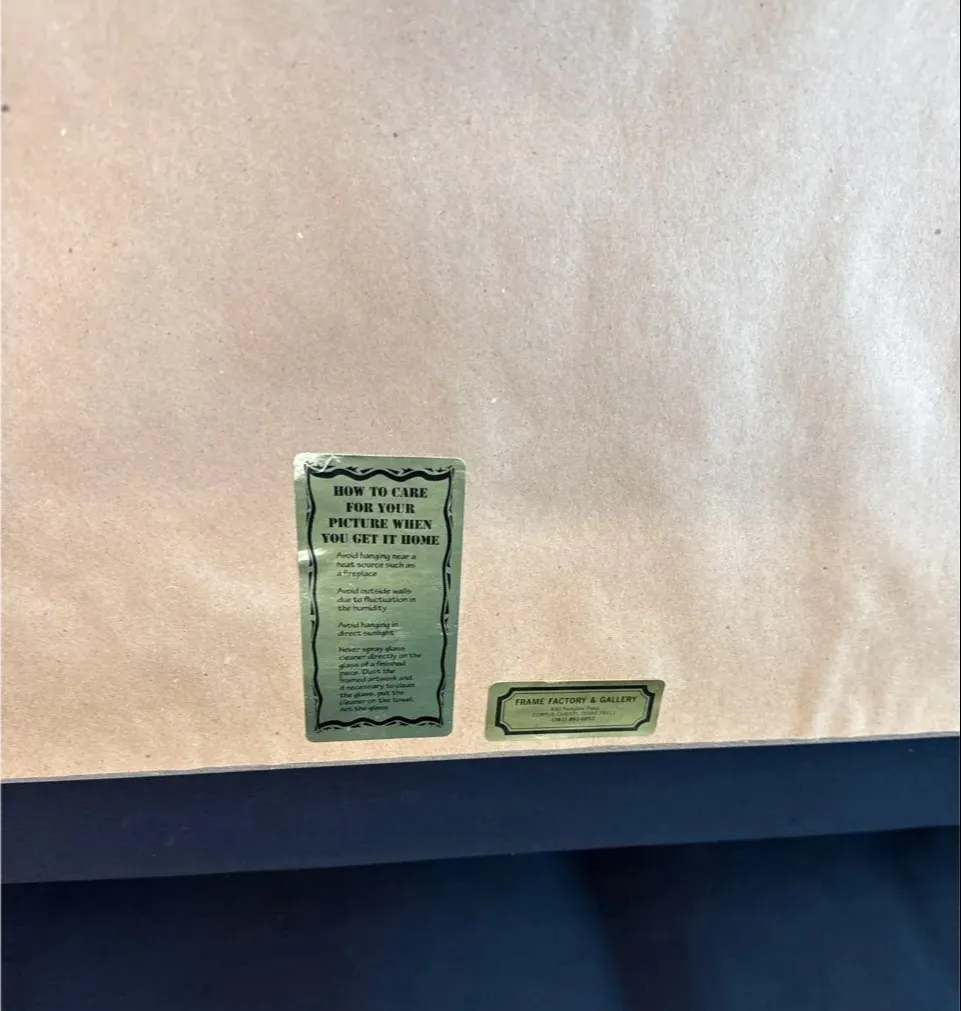 HOW TO CARE
FOR YOUR
PICTURE WHEN
YOU GET IT HOME
Avoid hanging near a
heat source such as
a fireplace
Avoid outside walls
due to fluctuation in
the humidity
Avoid hanging in
direct sunlight
Never spray glass
cleaner directly on the
glass of a finished
piece. Dust the
framed artwork and
if necessary to clean
the glass, put the
cleaner on the towel,
not the glass
FRAME FACTORY & GALLERY
CORPUS CHRISTI, TEXAS